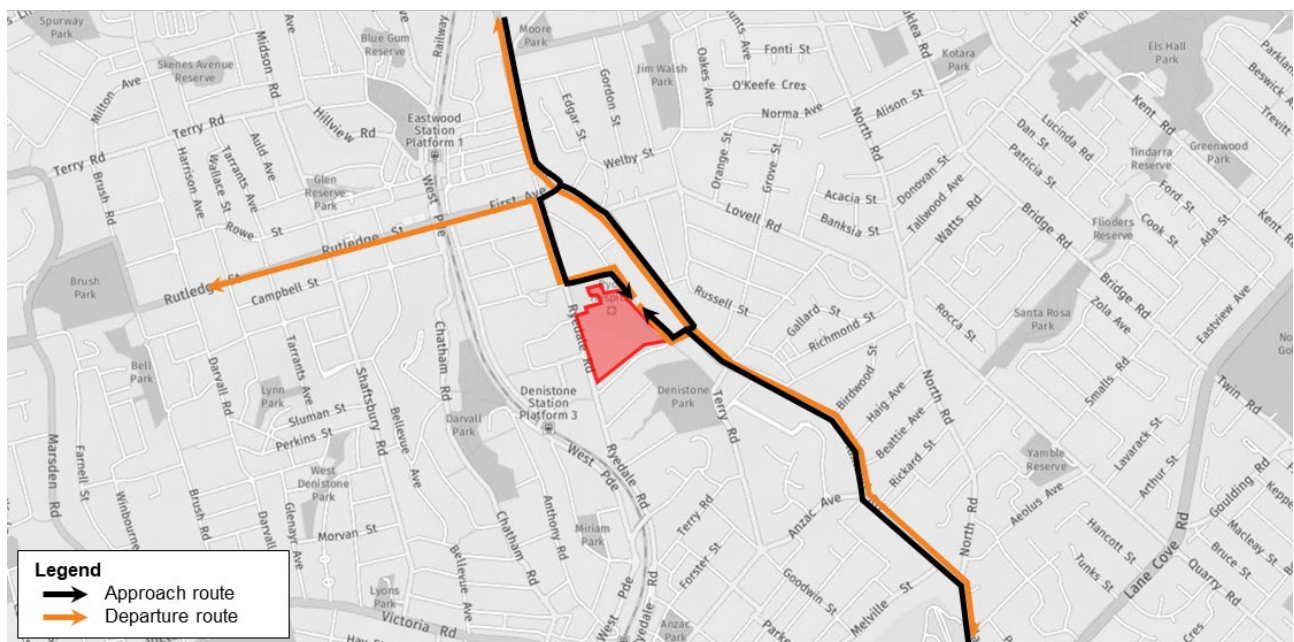 Spurway
Park
Midson Rd
Blue Gum
Reserve
Railway
Moore
Park
Fonti St
Oakes Ave
Kotara
Park
Els Hall
Park
Skenes Avenue
Reserve
Jim Walsh
Park
O'Keefe Cres
Milton Ave
Gordon St
Edgar St
Norma Ave
Alison St
Kent Rd
Terry Rd
Hillview Rd
Eastwood
Station
Platform 1
North Rd
Lucinda Rd
Dan St
Patricia St
Tindarra
Reserve
Greenwood
Park
Terry Rd
Auld Ave
Tarrants Ave
Wallace St
Harrison Ave
Brush Rd
Welby St
Orange St
Grove St
Donovan St
Tallwood Ave
Acacia St
Ford St
Glen
Reserve
Park
West Pde
First Ave
Lovell Rd
Banksia St
Watts Rd
Bridge Rd
Flinders
Reserve
Cook St
Ada St
Kent Rd
Rowe St
Rutledge St
Brush
Park
Rutledge St
Campbell St
Russell St
Gallard St
Richmond St
Rocca St
Santa Rosa
Park
Bridge Rd
Zola Ave
Eastview Ave
Ryedale Rd
Chatham Rd
Bell
Park
Tarrants Ave
Darvall Rd
Lynn
Park
Shaftsbury Rd
Denistone
Station
Platform 3
Denistone
Park
Terry Rd
Birdwood St
Haig Ave
Beattie Ave
Rickard St
North Rd
Smalls Rd
Twin Rd
Sluman St
Perkins St
Bellevue Ave
Darvall
Park
West Pde
Yamble
Reserve
Lavarack St
Arthur St
Goulding Rd
Marsden Rd
Farnell St
West
Denistone
Park
Ryedale Rd
Anzac Ave
Aeolus Ave
Winbourne
Brush Rd
Darvall
Glenayr Ave
Morvan St
Chatham Rd
Anthony Rd
Miriam
Park
Terry Rd
North Rd
Hancott St
Macleay St
Bruce St
Quarry Rd
Forster St
Tunks St
Lane Cove Rd
Bellevue Ave
Lyons
Park
West Pde
Ryedale Rd
Goodwin St
Melville St
Victoria Rd
Anzac
Park
Legend
Approach route
Departure route